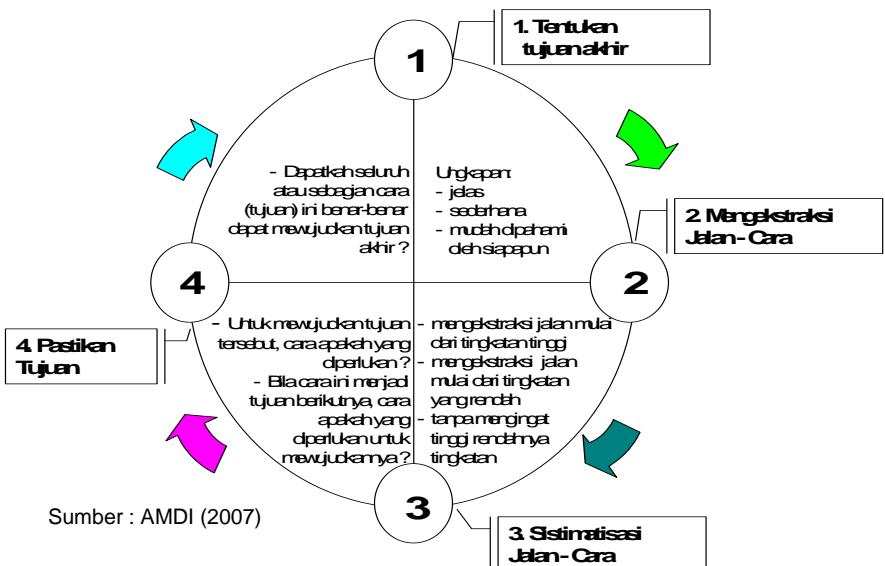 1
1. Tentukan
tujuan akhir
- Dapatkah seluruh
atau sebagian cara
(tujuan) ini benar-benar
dapat mewujudkan tujuan
akhir ?
Ungkapan:
- jelas
- sederhana
- mudah dipahami
oleh siapapun
2
2. Mengekstraksi
Jalan - Cara
4
4. Pastikan
Tujuan
- Untuk mewujudkan tujuan
tersebut, cara apakah yang
diperlukan ?
- Bila cara ini menjadi
tujuan berikutnya, cara
apakah yang
diperlukan untuk
mewujudkannya ?
- mengekstraksi jalan mulai
dari tingkatan tinggi
- mengekstraksi jalan
mulai dari tingkatan
yang rendah
- tanpa mengingat
tinggi rendahnya
tingkatan
3
3. Sistimatisasi
Jalan - Cara
Sumber : AMDI (2007)